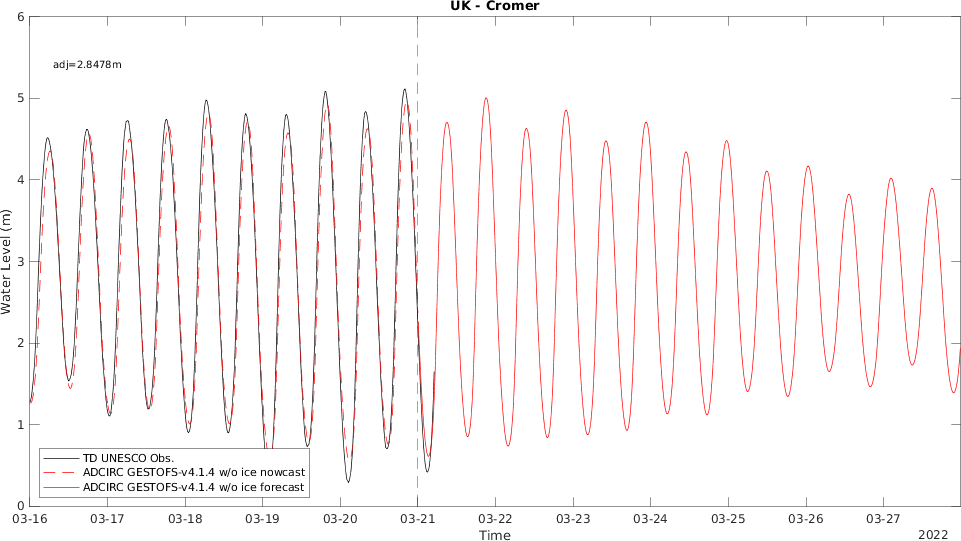 UK - Cromer
6
adj=2.8478m
5
4
3
2
1
0
Water Level (m)
TD UNESCO Obs.
ADCIRC GESTOFS-v4.1.4 w/o ice nowcast
ADCIRC GESTOFS-v4.1.4 w/o ice forecast
03-16 03-17 03-18 03-19 03-20 03-21 03-22 03-23 03-24 03-25 03-26 03-27
Time
2022